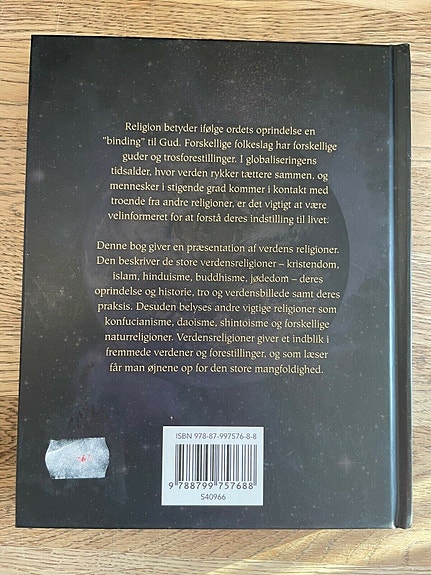 Religion betyder ifølge ordets oprindelse en
"binding" til Gud. Forskellige folkeslag har forskellige
guder og trosforestillinger. I globaliseringens
tidsalder, hvor verden rykker tættere sammen, og
mennesker i stigende grad kommer i kontakt med
troende fra andre religioner, er det vigtigt at være
velinformeret for at forstå deres indstilling til livet.
Denne bog giver en præsentation af verdens religioner.
Den beskriver de store verdensreligioner – kristendom,
islam, hinduisme, buddhisme, jødedom – deres
oprindelse og historie, tro og verdensbillede samt deres
praksis. Desuden belyses andre vigtige religioner som
konfucianisme, daoisme, shintoisme og forskellige
naturreligioner. Verdensreligioner giver et indblik i
fremmede verdener og forestillinger, og som læser
får man øjnene op for den store mangfoldighed.
ISBN 978-87-997576-8-8
9 788799 757688
S40966